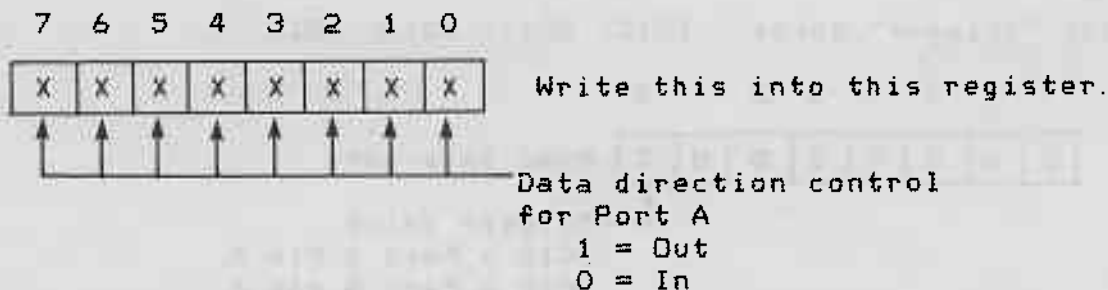 7 6 5 4 3 2 1 0
X X X X X X X X Write this into this register.
Data direction control
for Port A
1 = Out
0 = In